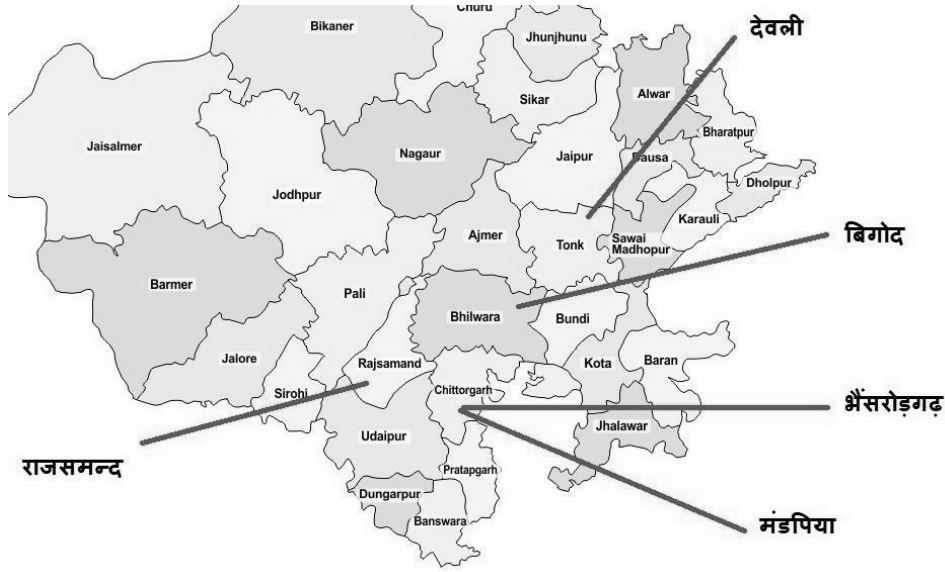 Churu
देवली
Bikaner
Jhunjhunu
Sikar
Alwar
Bharatpur
Jaisalmer
Nagaur
Jaipur
Dausa
Dholpur
Jodhpur
Karauli
बिगोद
Ajmer
Tonk
Sawai
Madhopur
Barmer
Pali
Bhilwara
Bundi
Jalore
Rajsamand
Kota
Baran
Sirohi
Chittorgarh
भैंसरोड़गढ़
Jhalawar
Udaipur
राजसमन्द
Pratapgarh
Dungarpur
Banswara
मंडपिया